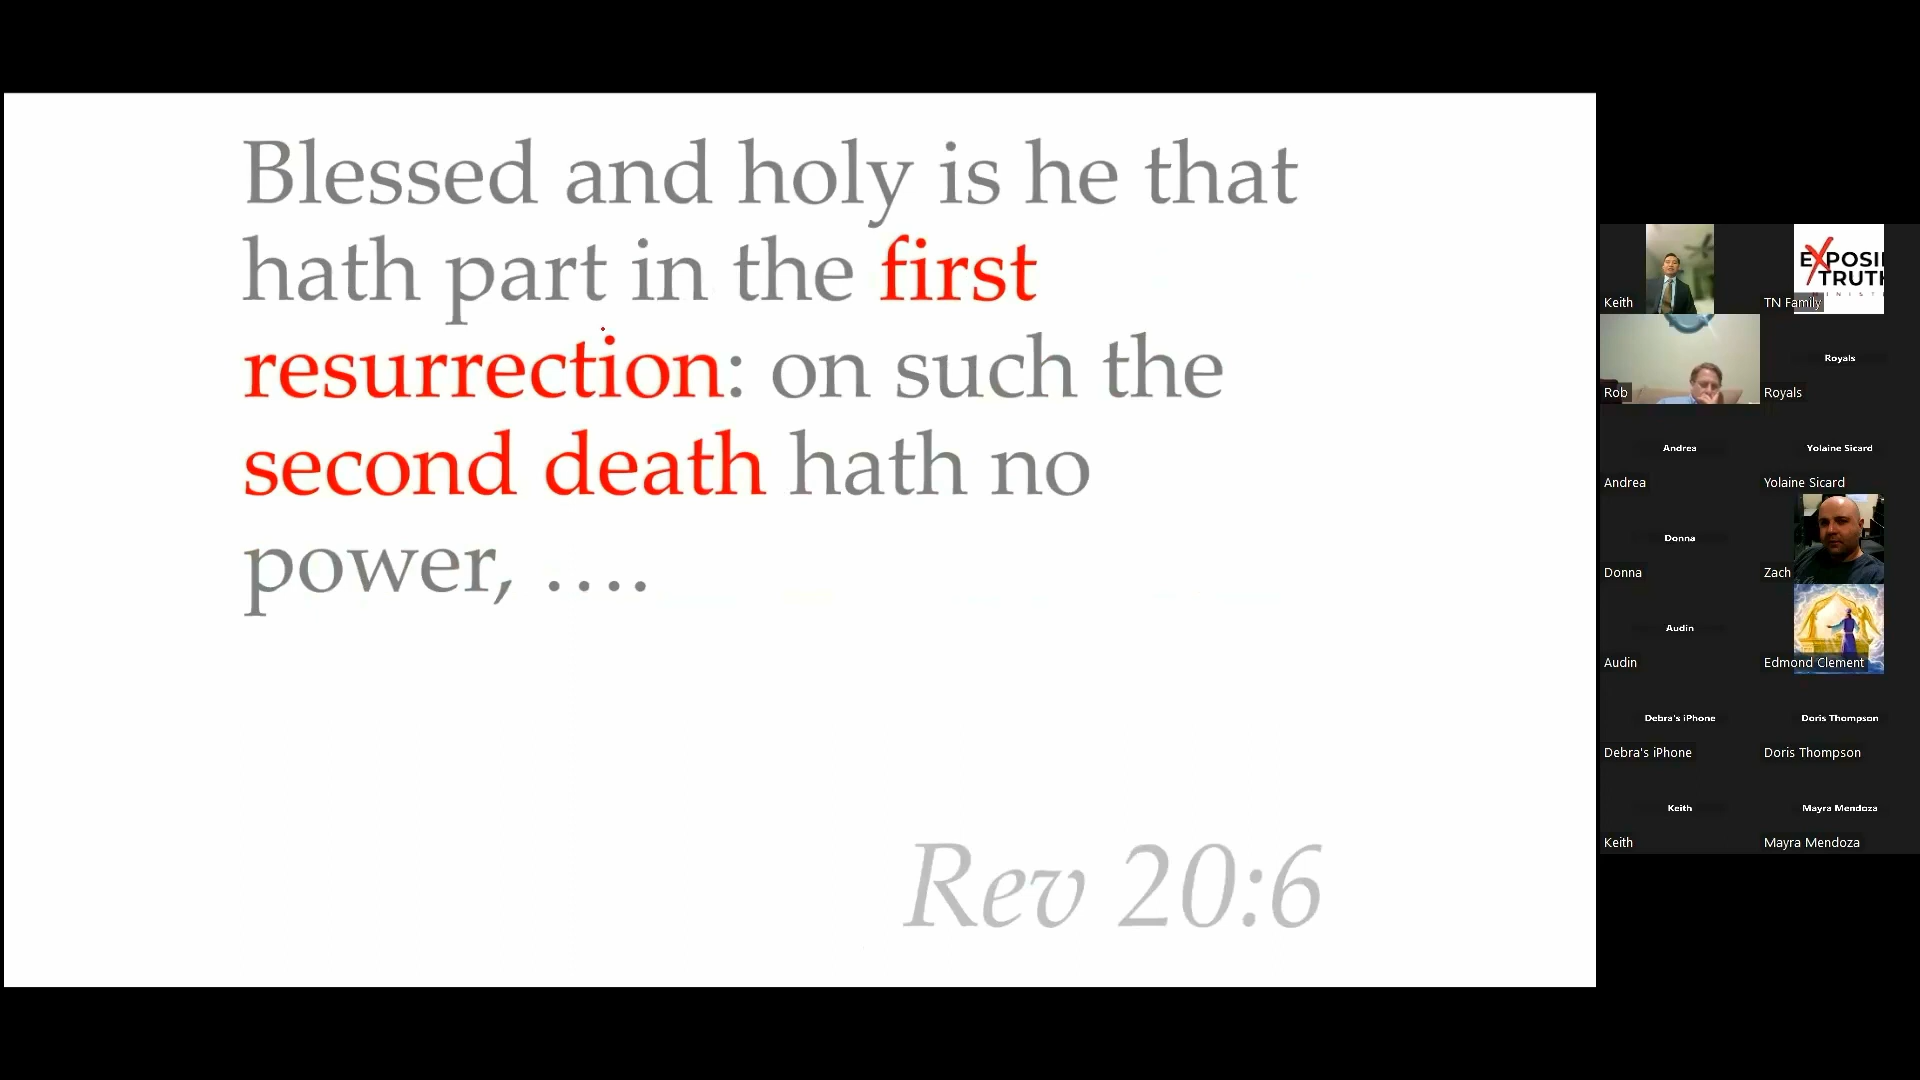 Blessed and holy is he that
hath part in the first
resurrection: on such the
second death hath no
power, ....
Rev 20:6
Keith
EXPOSI
TRUTH
TN Family
Rob
Royals
Royals
Andrea
Andrea
Yolaine Sicard
Yolaine Sicard
Donna
Donna
Zach
Audin
Audin
Edmond Clement
Debra's iPhone
Debra's iPhone
Doris Thompson
Doris Thompson
Keith
Keith
Mayra Mendoza
Mayra Mendoza